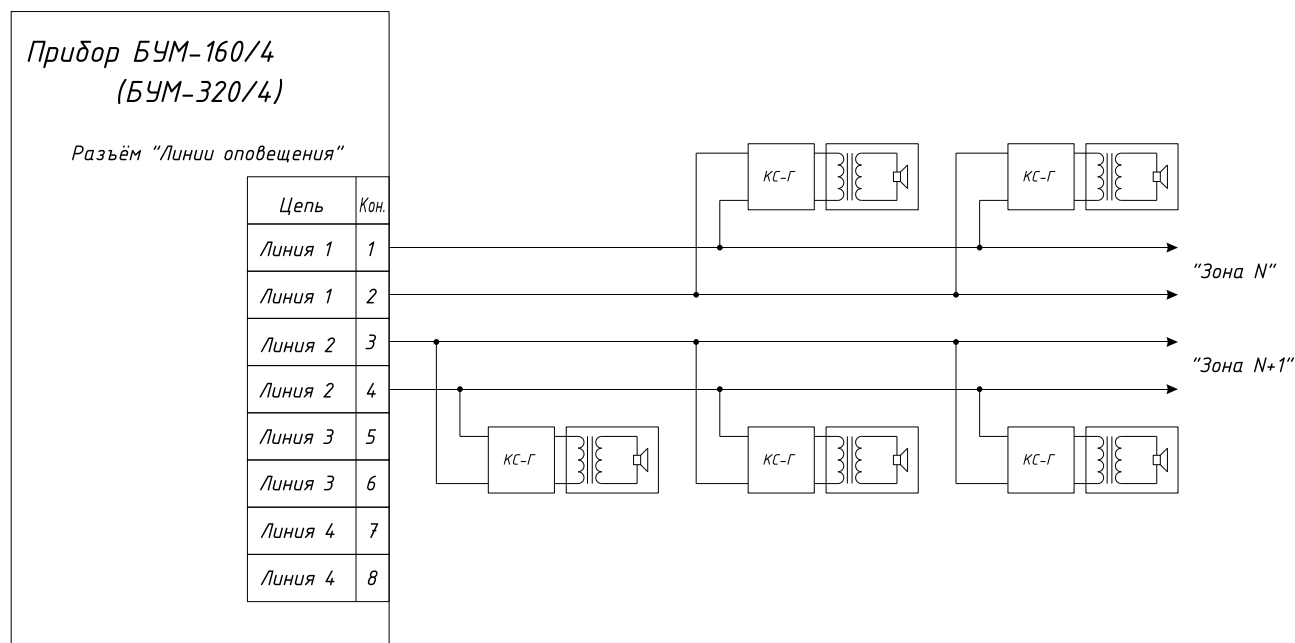 Прибор БУМ-160/4
(БУМ-320/4)
Разъём "Линии оповещения"
Цепь Кон.
Линия 1 1
Линия 1 2
Линия 2 3
Линия 2 4
Линия 3 5
Линия 3 6
Линия 4 7
Линия 4 8
КС-Г КС-Г
"Зона N"
"Зона N+1"
КС-Г КС-Г КС-Г